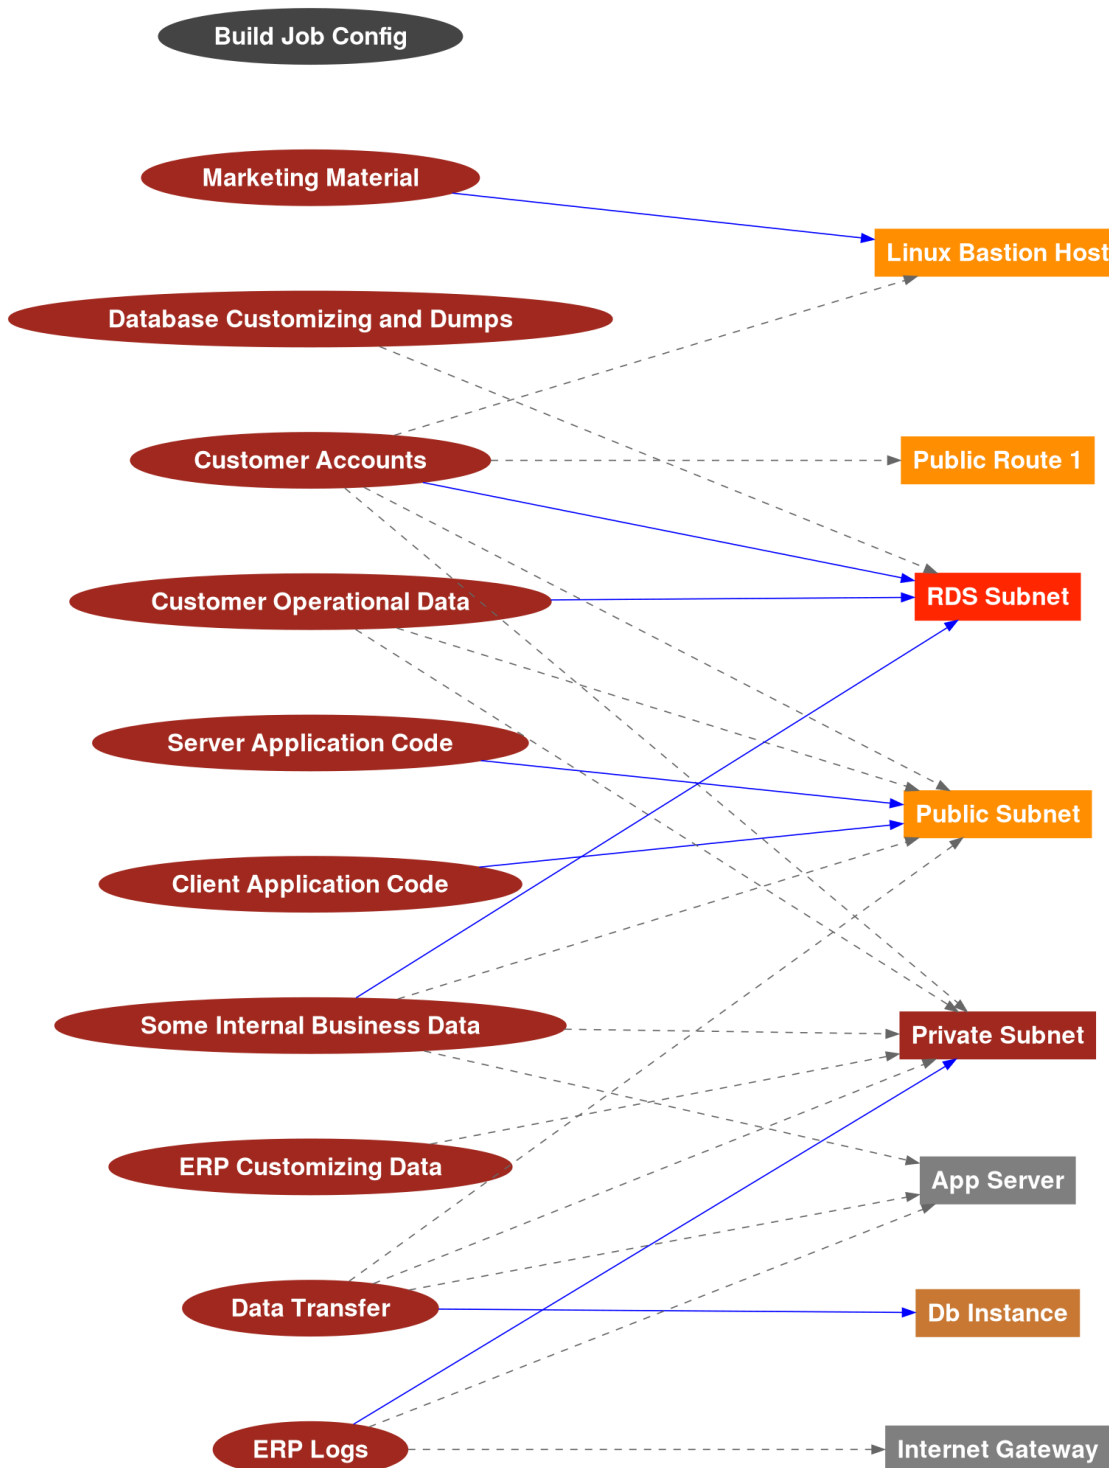 Build Job Config
Marketing Material
Linux Bastion Host
Database Customizing and Dumps
Customer Accounts
Public Route 1
Customer Operational Data
RDS Subnet
Server Application Code
Public Subnet
Client Application Code
Some Internal Business Data
Private Subnet
ERP Customizing Data
App Server
Data Transfer
Db Instance
ERP Logs
Internet Gateway